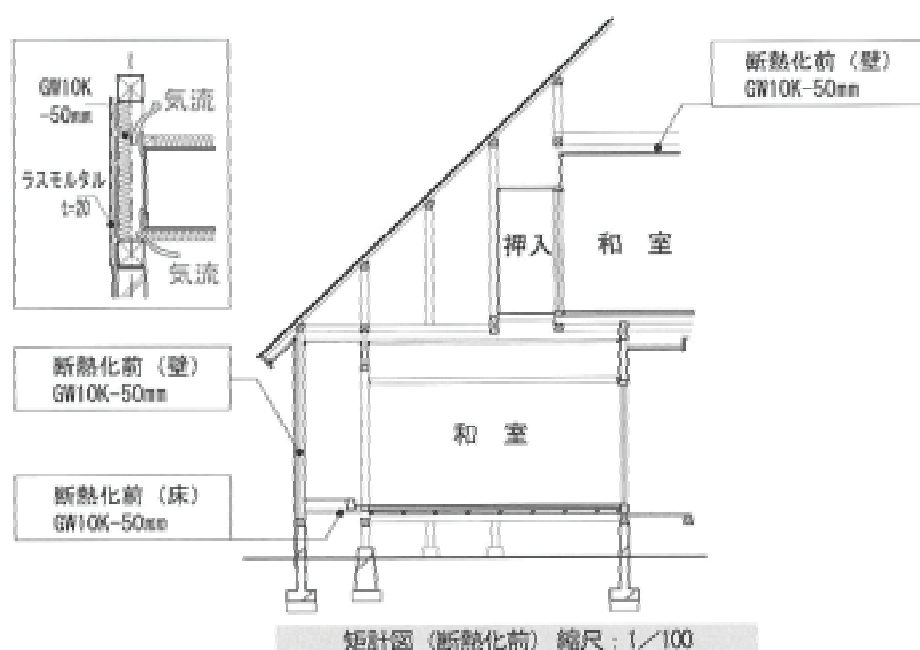 GW10K
-50mm
気流
ラスモルタル
t=20
気流
断熱化前（壁）
GW10K-50mm
押入
和 室
断熱化前（壁）
GW10K-50mm
和 室
断熱化前（床）
GW10K-50mm
矩計図（断熱化前）縮尺：1／100